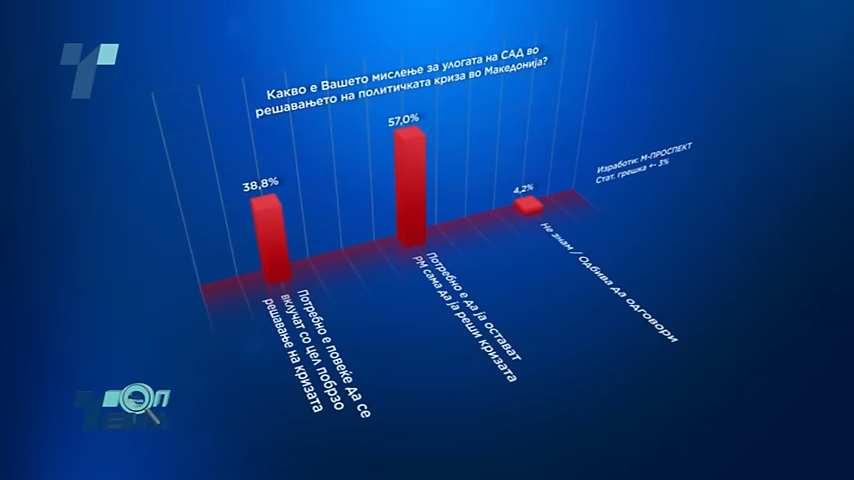 Какво е Вашето мислење за улогата на САД во
решавањето на политичката криза во Македонија?
57,0%
38,8%
4,2%
Изработи: М-ПРОСПЕКТ
Стат. грешка +- 3%
Потребно е повеќе да се
вклучат со цел побрзо
решавање на кризата
Потребно е да ја остават
РМ сама да ја реши кризата
Не знам / Одбива да одговори